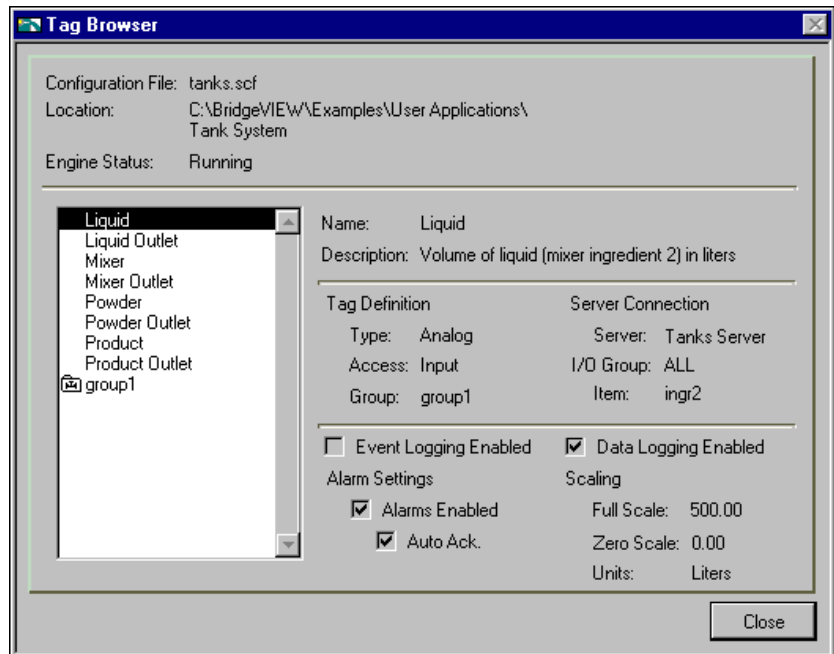 Tag Browser
Configuration File: tanks.scf
Location: C:\BridgeVIEW\Examples\User Applications\
Tank System
Engine Status: Running
Liquid
Liquid Outlet
Mixer
Mixer Outlet
Powder
Powder Outlet
Product
Product Outlet
group1
Name: Liquid
Description: Volume of liquid (mixer ingredient 2) in liters
Tag Definition
Type: Analog
Access: Input
Group: group1
Server Connection
Server: Tanks Server
I/O Group: ALL
Item: ingr2
Event Logging Enabled
Data Logging Enabled
Alarm Settings
Alarms Enabled
Auto Ack.
Scaling
Full Scale: 500.00
Zero Scale: 0.00
Units: Liters
Close